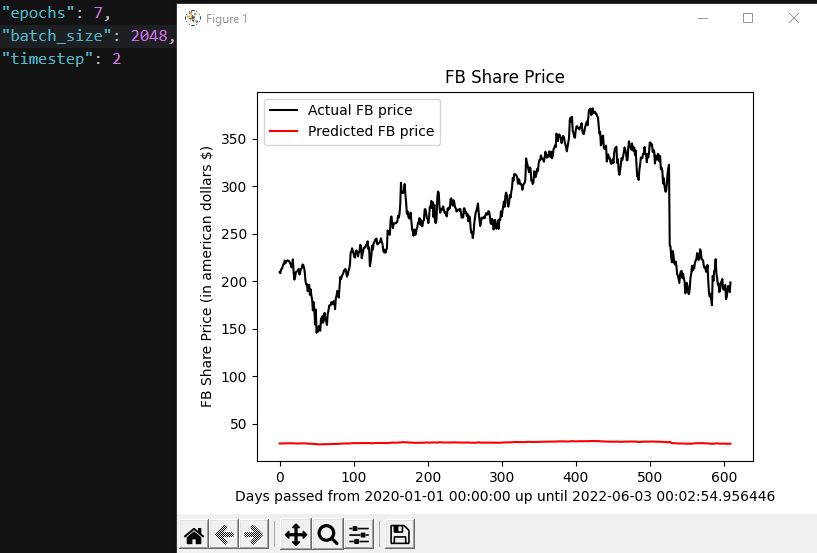 "epochs": 7,
"batch_size": 2048,
"timestep": 2
Figure 1
FB Share Price
Actual FB price
Predicted FB price
FB Share Price (in american dollars $)
350
300
250
200
150
100
50
0 100 200 300 400 500 600
Days passed from 2020-01-01 00:00:00 up until 2022-06-03 00:02:54.956446